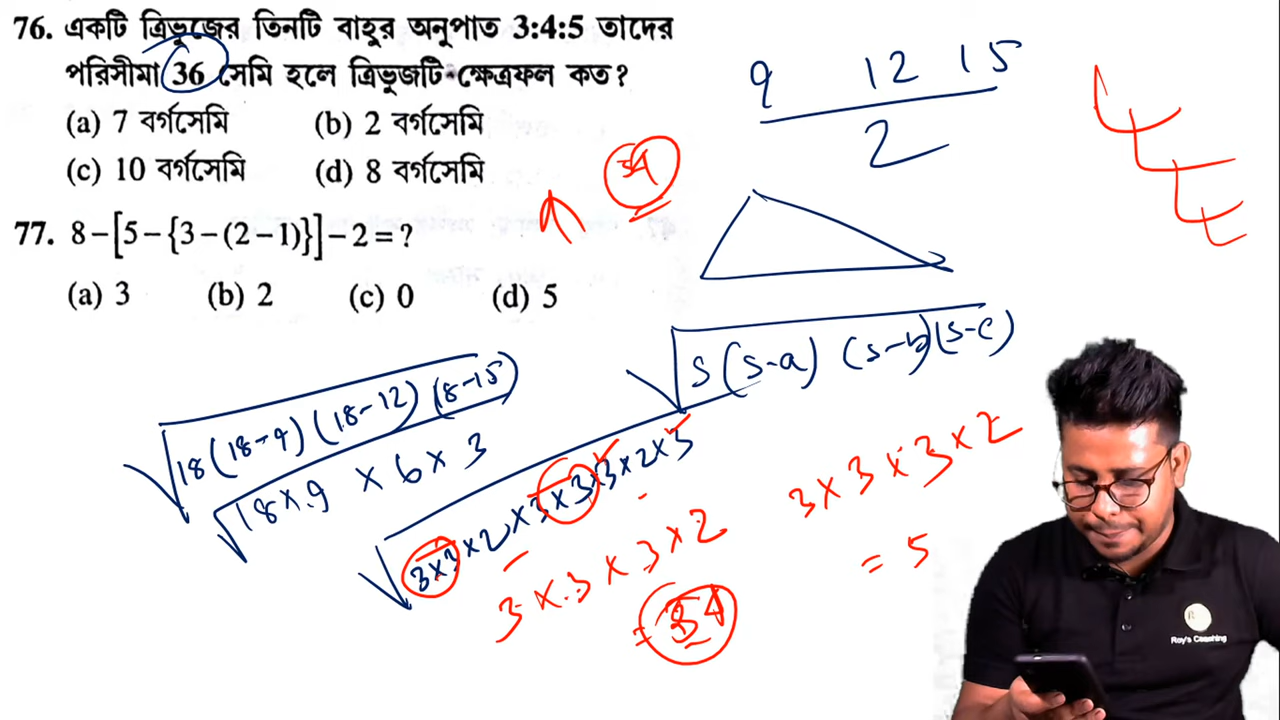 76. একটি ত্রিভুজের তিনটি বাহুর অনুপাত 3:4:5 তাদের
পরিসীমা 36 সেমি হলে ত্রিভুজটি ক্ষেত্রফল কত?
(a) 7 বর্গসেমি (b) 2 বর্গসেমি
(c) 10 বর্গসেমি (d) 8 বর্গসেমি
77. 8−[5−{3−(2−1)}]−2=?
(a) 3 (b) 2 (c) 0 (d) 5
9 12 15
2
54
√s(s-a) (s-b)(s-c)
√18(18-9)(18-12)(8-15)
√18×9 × 6 × 3
√3×3×2×3×3×3×2×3
3×3×3×2
=
3×3×3×2
= 5
Roy's Coaching